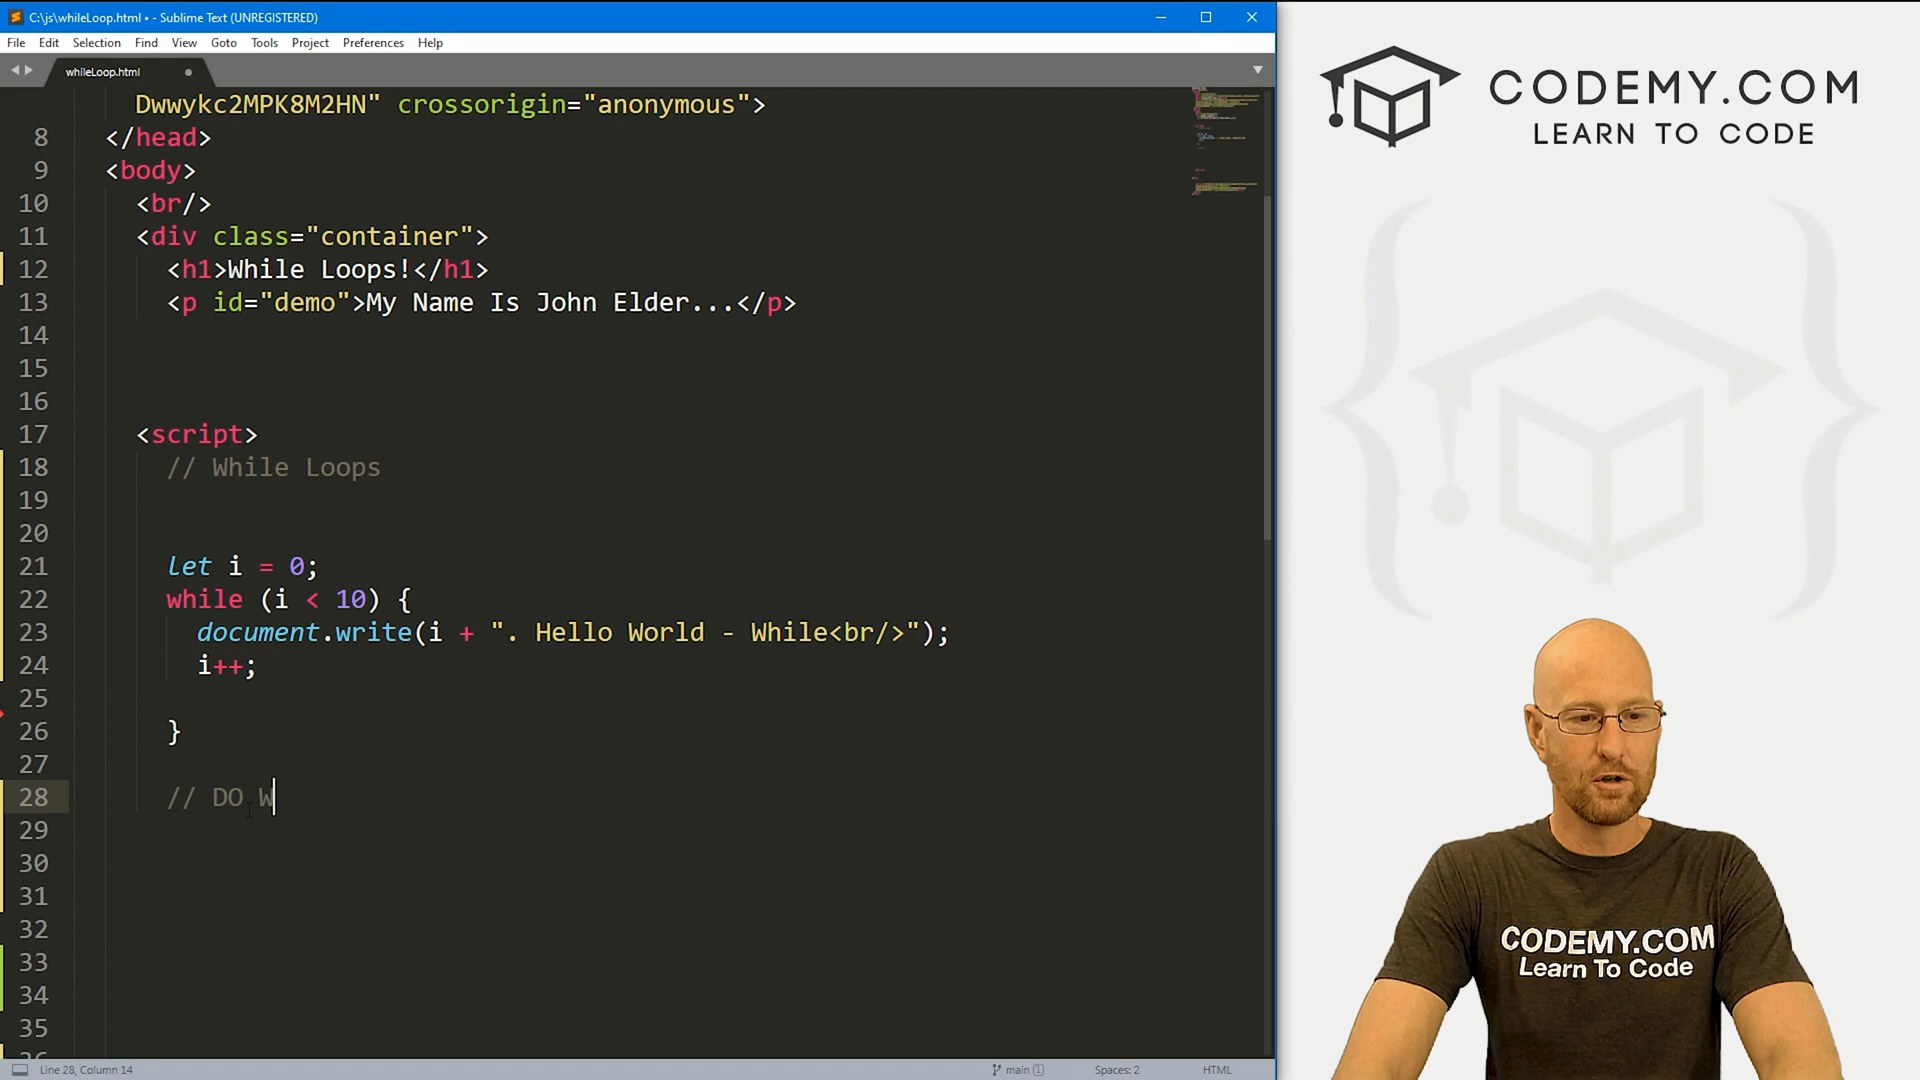 C:\js\whileLoop.html • - Sublime Text (UNREGISTERED)
File Edit Selection Find View Goto Tools Project Preferences Help
whileLoop.html
Dwwykc2MPK8M2HN" crossorigin="anonymous">
8 </head>
9 <body>
10 <br/>
11 <div class="container">
12 <h1>While Loops!</h1>
13 <p id="demo">My Name Is John Elder...</p>
14
15
16
17 <script>
18 // While Loops
19
20
21 let i = 0;
22 while (i < 10) {
23 document.write(i + ". Hello World - While<br/>");
24 i++;
25
26 }
27
28 // DO W
29
30
31
32
33
34
35
Line 28, Column 14
main 1
Spaces: 2
HTML
CODEMY.COM
LEARN TO CODE
CODEMY.COM
Learn To Code